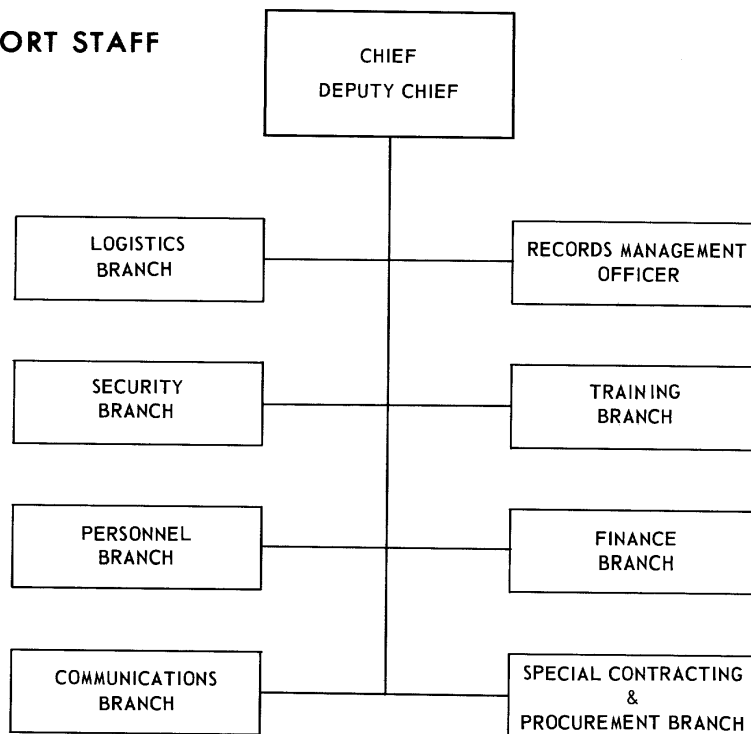 ORT STAFF
CHIEF
DEPUTY CHIEF
LOGISTICS
BRANCH
RECORDS MANAGEMENT
OFFICER
SECURITY
BRANCH
TRAINING
BRANCH
PERSONNEL
BRANCH
FINANCE
BRANCH
COMMUNICATIONS
BRANCH
SPECIAL CONTRACTING
&
PROCUREMENT BRANCH